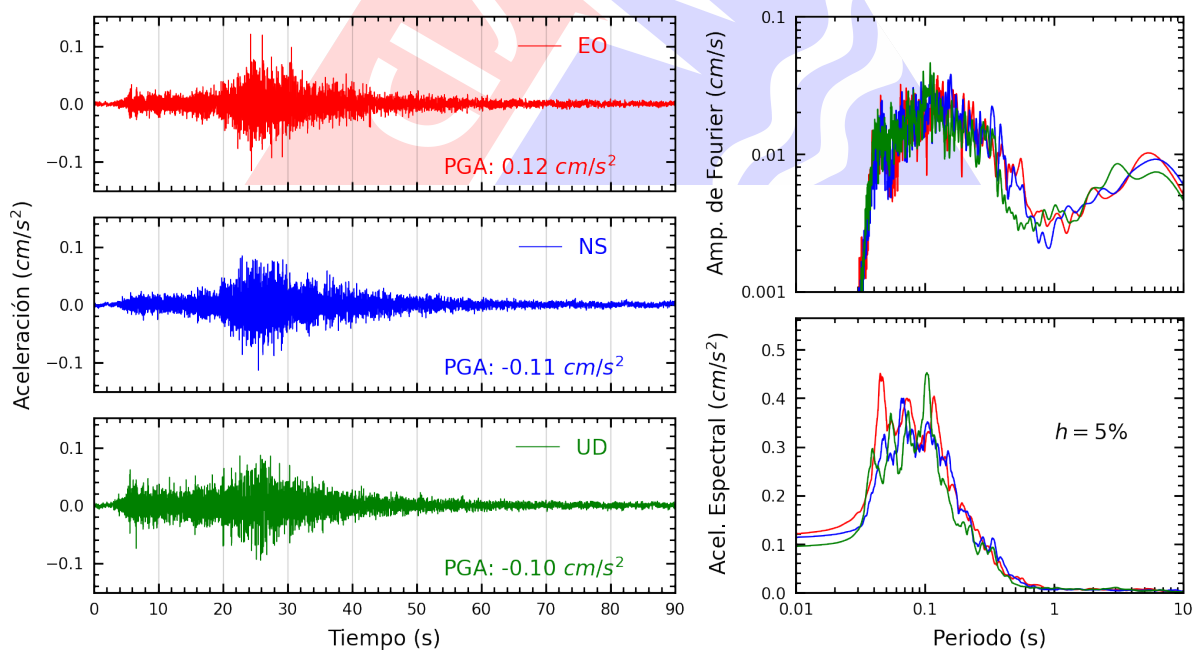 Aceleración (cm/s²)
0.1
0.0
−0.1
EO
PGA: 0.12 cm/s²
0.1
0.0
−0.1
NS
PGA: -0.11 cm/s²
0.1
0.0
−0.1
UD
PGA: -0.10 cm/s²
0 10 20 30 40 50 60 70 80 90
Tiempo (s)
Amp. de Fourier (cm/s)
0.1
0.01
0.001
Acel. Espectral (cm/s²)
0.5
0.4
0.3
0.2
0.1
0.0
h = 5%
0.01 0.1 1 10
Periodo (s)